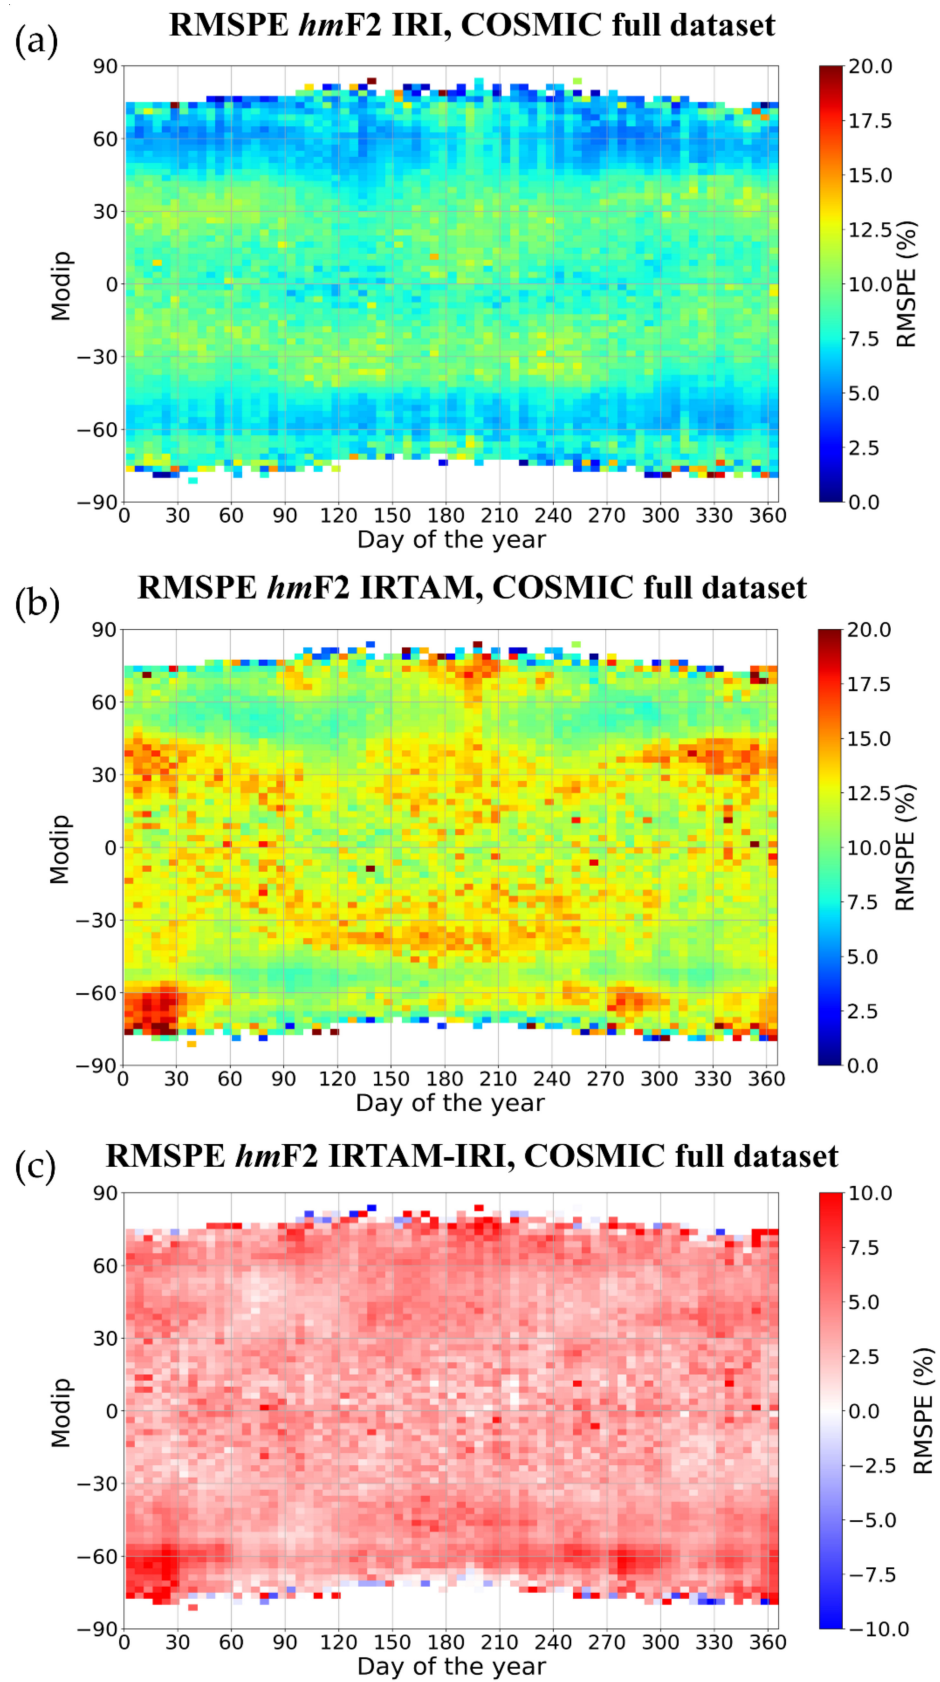 (a)
RMSPE hmF2 IRI, COSMIC full dataset
90
60
30
0
−30
−60
−90
Modip
0 30 60 90 120 150 180 210 240 270 300 330 360
Day of the year
20.0
17.5
15.0
12.5
10.0
7.5
5.0
2.5
0.0
RMSPE (%)
(b)
RMSPE hmF2 IRTAM, COSMIC full dataset
90
60
30
0
−30
−60
−90
Modip
0 30 60 90 120 150 180 210 240 270 300 330 360
Day of the year
20.0
17.5
15.0
12.5
10.0
7.5
5.0
2.5
0.0
RMSPE (%)
(c)
RMSPE hmF2 IRTAM-IRI, COSMIC full dataset
90
60
30
0
−30
−60
−90
Modip
0 30 60 90 120 150 180 210 240 270 300 330 360
Day of the year
10.0
7.5
5.0
2.5
0.0
−2.5
−5.0
−7.5
−10.0
RMSPE (%)